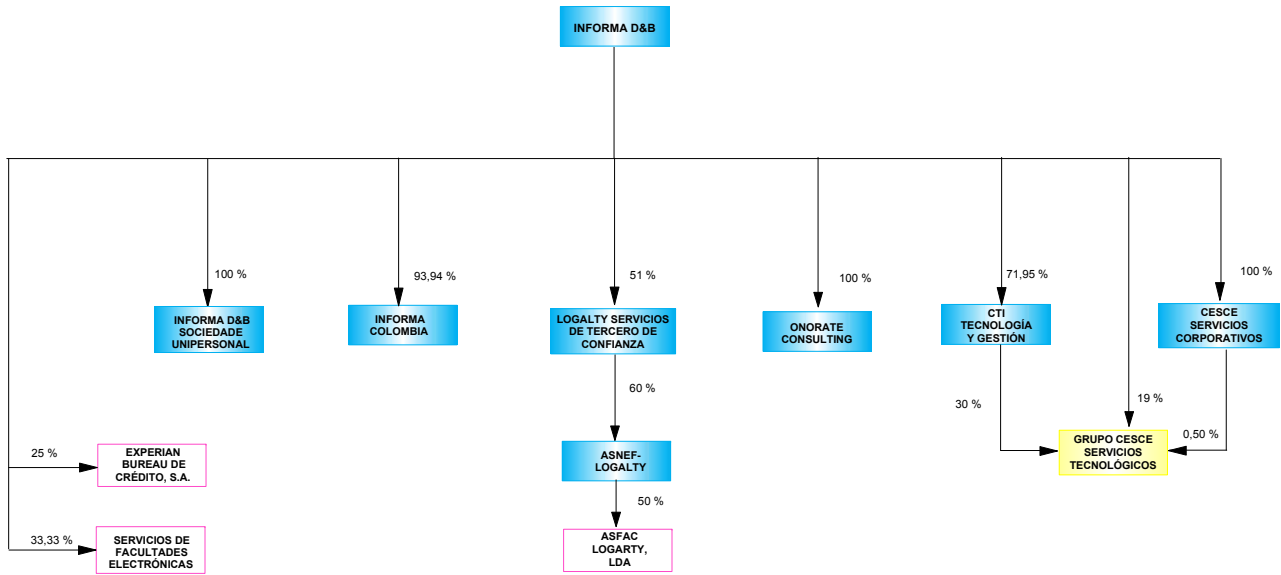 INFORMA D&B
100 %
93,94 %
51 %
100 %
71,95 %
100 %
INFORMA D&B
SOCIEDADE
UNIPERSONAL
INFORMA
COLOMBIA
LOGALTY SERVICIOS
DE TERCERO DE
CONFIANZA
ONORATE
CONSULTING
CTI
TECNOLOGÍA
Y GESTIÓN
CESCE
SERVICIOS
CORPORATIVOS
60 %
30 %
19 %
0,50 %
25 %
EXPERIAN
BUREAU DE
CRÉDITO, S.A.
ASNEF-
LOGALTY
GRUPO CESCE
SERVICIOS
TECNOLÓGICOS
50 %
33,33 %
SERVICIOS DE
FACULTADES
ELECTRÓNICAS
ASFAC
LOGARTY,
LDA